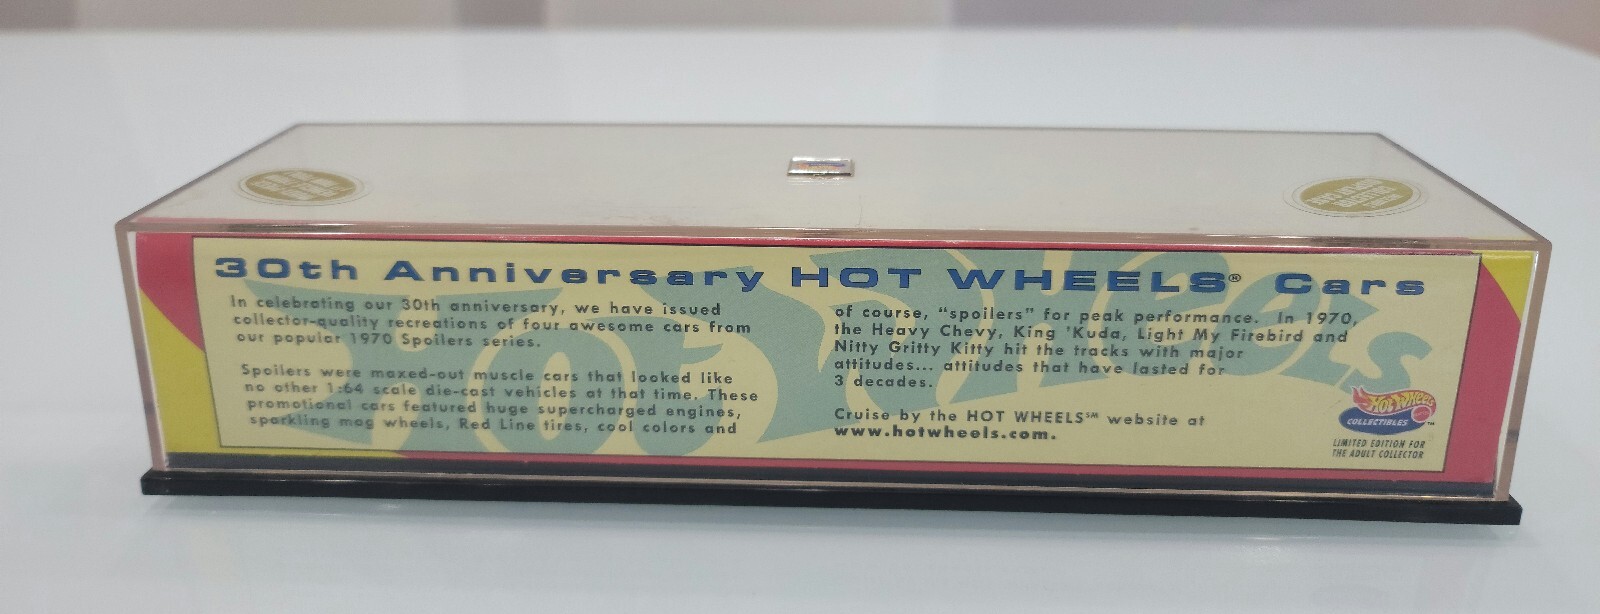 30th Anniversary HOT WHEELS® Cars
In celebrating our 30th anniversary, we have issued
collector-quality recreations of four awesome cars from
our popular 1970 Spoilers series.
Spoilers were maxed-out muscle cars that looked like
no other 1:64 scale die-cast vehicles at that time. These
promotional cars featured huge supercharged engines,
sparkling mag wheels, Red Line tires, cool colors and
of course, "spoilers" for peak performance. In 1970,
the Heavy Chevy, King 'Kuda, Light My Firebird and
Nitty Gritty Kitty hit the tracks with major
attitudes... attitudes that have lasted for
3 decades.
Cruise by the HOT WHEELS℠ website at
www.hotwheels.com.
Hot Wheels
COLLECTIBLES™
LIMITED EDITION FOR
THE ADULT COLLECTOR
Hot Wheels